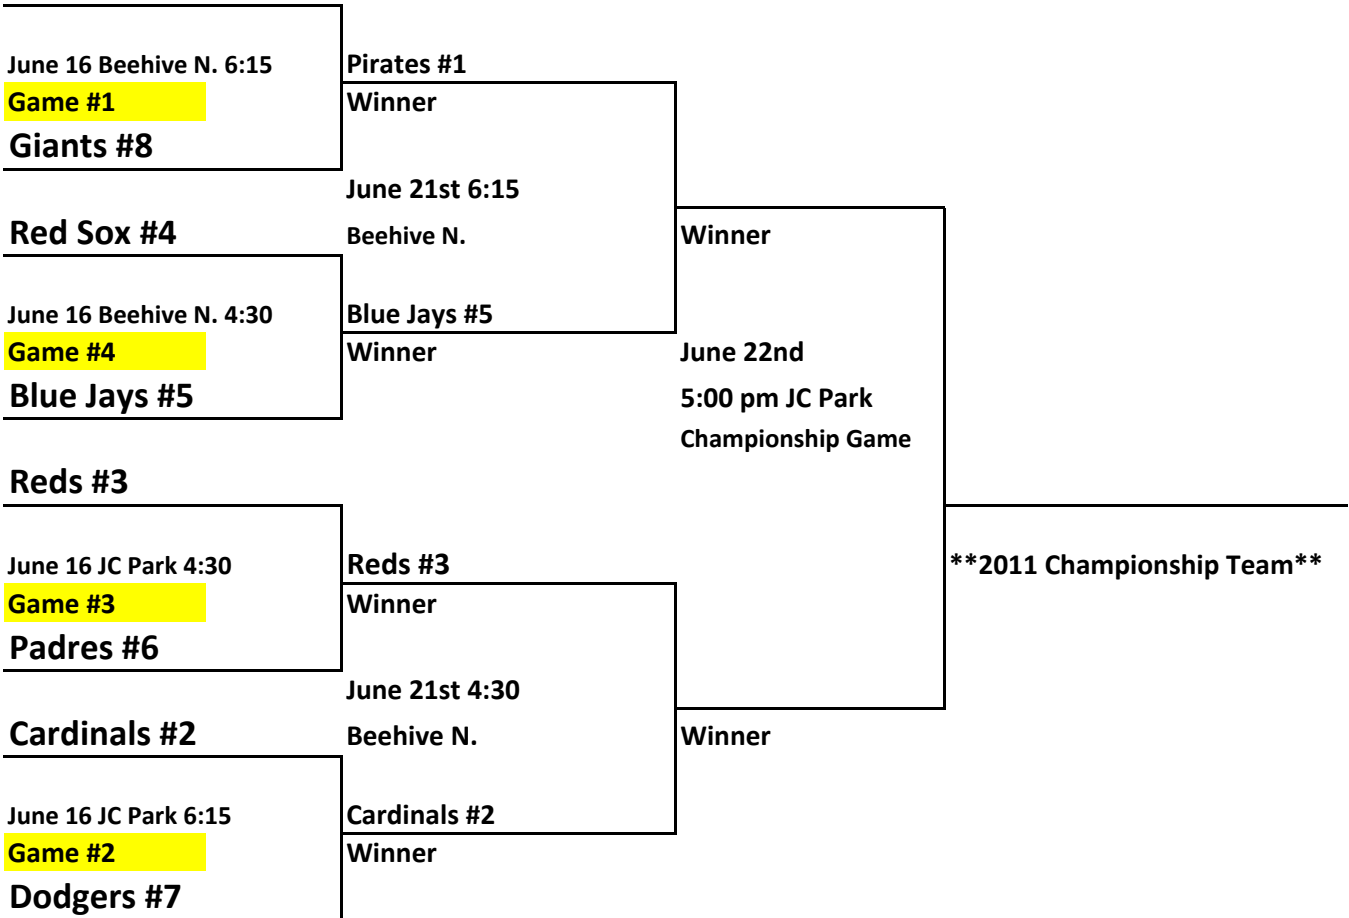 June 16 Beehive N. 6:15
Pirates #1
Game #1
Winner
Giants #8
June 21st 6:15
Red Sox #4
Beehive N.
Winner
June 16 Beehive N. 4:30
Blue Jays #5
Game #4
Winner
June 22nd
Blue Jays #5
5:00 pm JC Park
Championship Game
Reds #3
June 16 JC Park 4:30
Reds #3
**2011 Championship Team**
Game #3
Winner
Padres #6
June 21st 4:30
Cardinals #2
Beehive N.
Winner
June 16 JC Park 6:15
Cardinals #2
Game #2
Winner
Dodgers #7